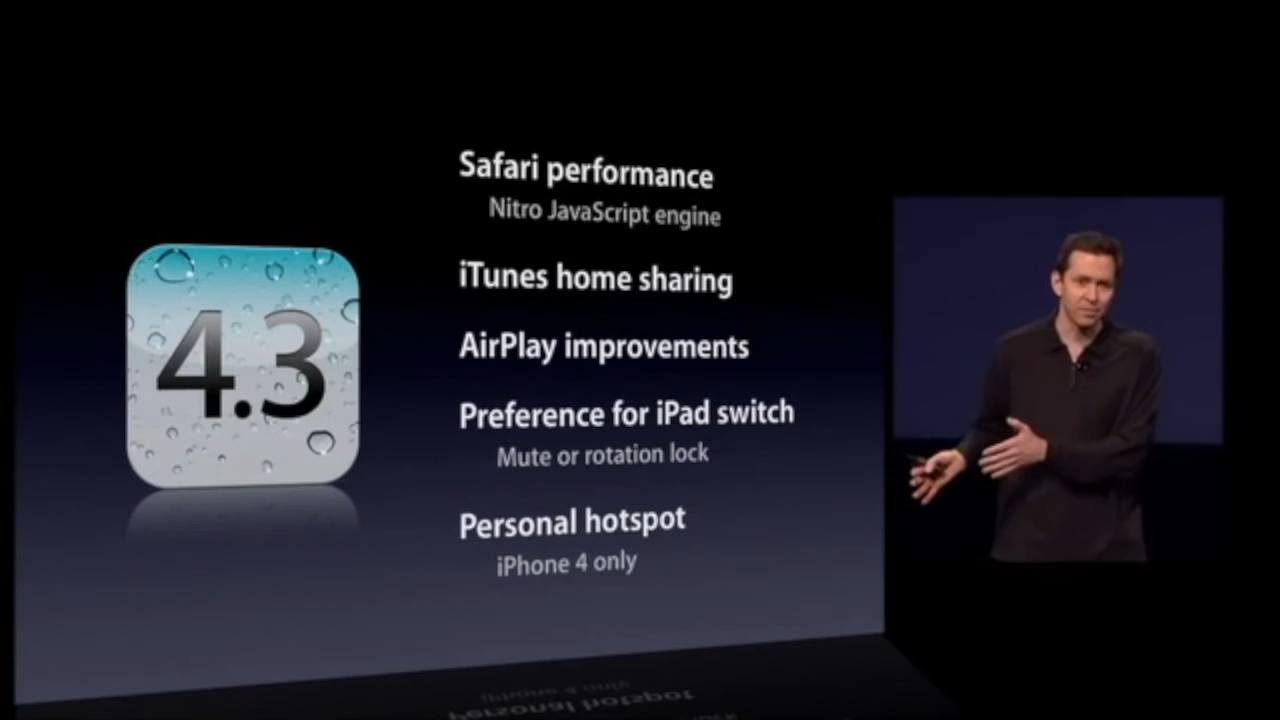 4.3
Safari performance
Nitro JavaScript engine
iTunes home sharing
AirPlay improvements
Preference for iPad switch
Mute or rotation lock
Personal hotspot
iPhone 4 only